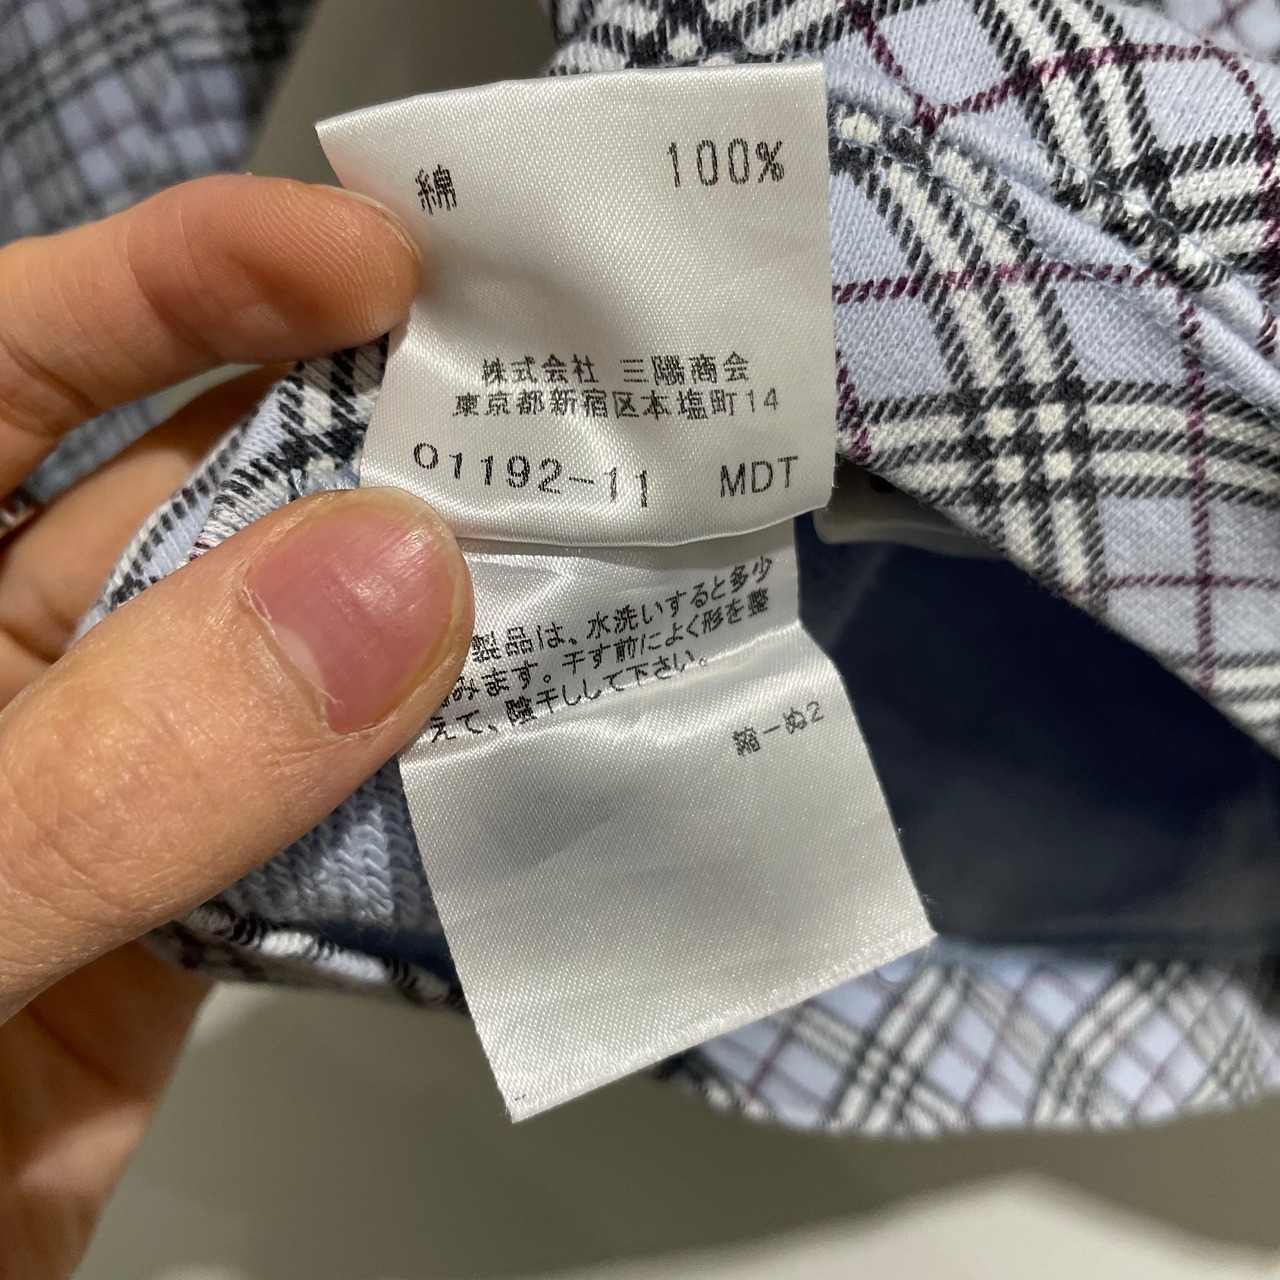 綿 100%
株式会社 三陽商会
東京都新宿区本塩町14
01192-11 MDT
製品は、水洗いすると多少
みます。干す前によく形を整
えて、陰干しして下さい。
縮-ぬ2